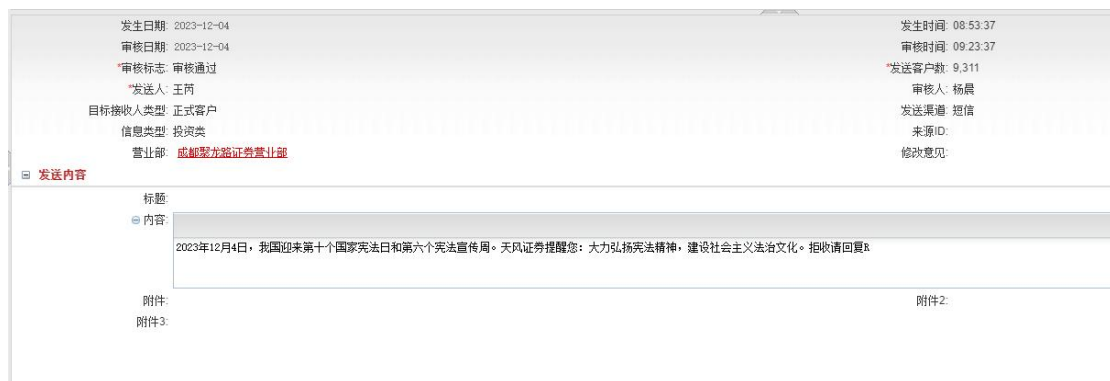 发生日期: 2023-12-04 发生时间: 08:53:37
审核日期: 2023-12-04 审核时间: 09:23:37
*审核标志: 审核通过 *发送客户数: 9,311
*发送人: 王芮 审核人: 杨晨
目标接收人类型: 正式客户 发送渠道: 短信
信息类型: 投资类 来源ID:
营业部: 成都聚龙路证券营业部 修改意见:
发送内容
标题:
内容:
2023年12月4日，我国迎来第十个国家宪法日和第六个宪法宣传周。天风证券提醒您：大力弘扬宪法精神，建设社会主义法治文化。拒收请回复R
附件: 附件2:
附件3: